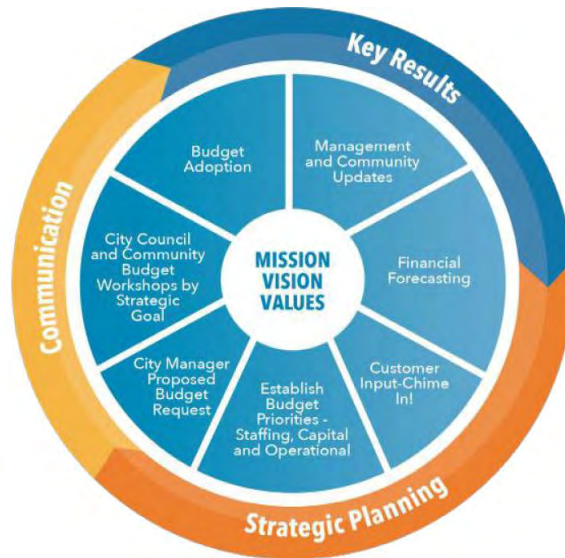 Key Results
Budget
Adoption
Management
and Community
Updates
Communication
City Council
and Community
Budget
Workshops by
Strategic
Goal
MISSION
VISION
VALUES
Financial
Forecasting
City Manager
Proposed
Budget
Request
Establish
Budget
Priorities -
Staffing, Capital
and Operational
Customer
Input-Chime
In!
Strategic Planning